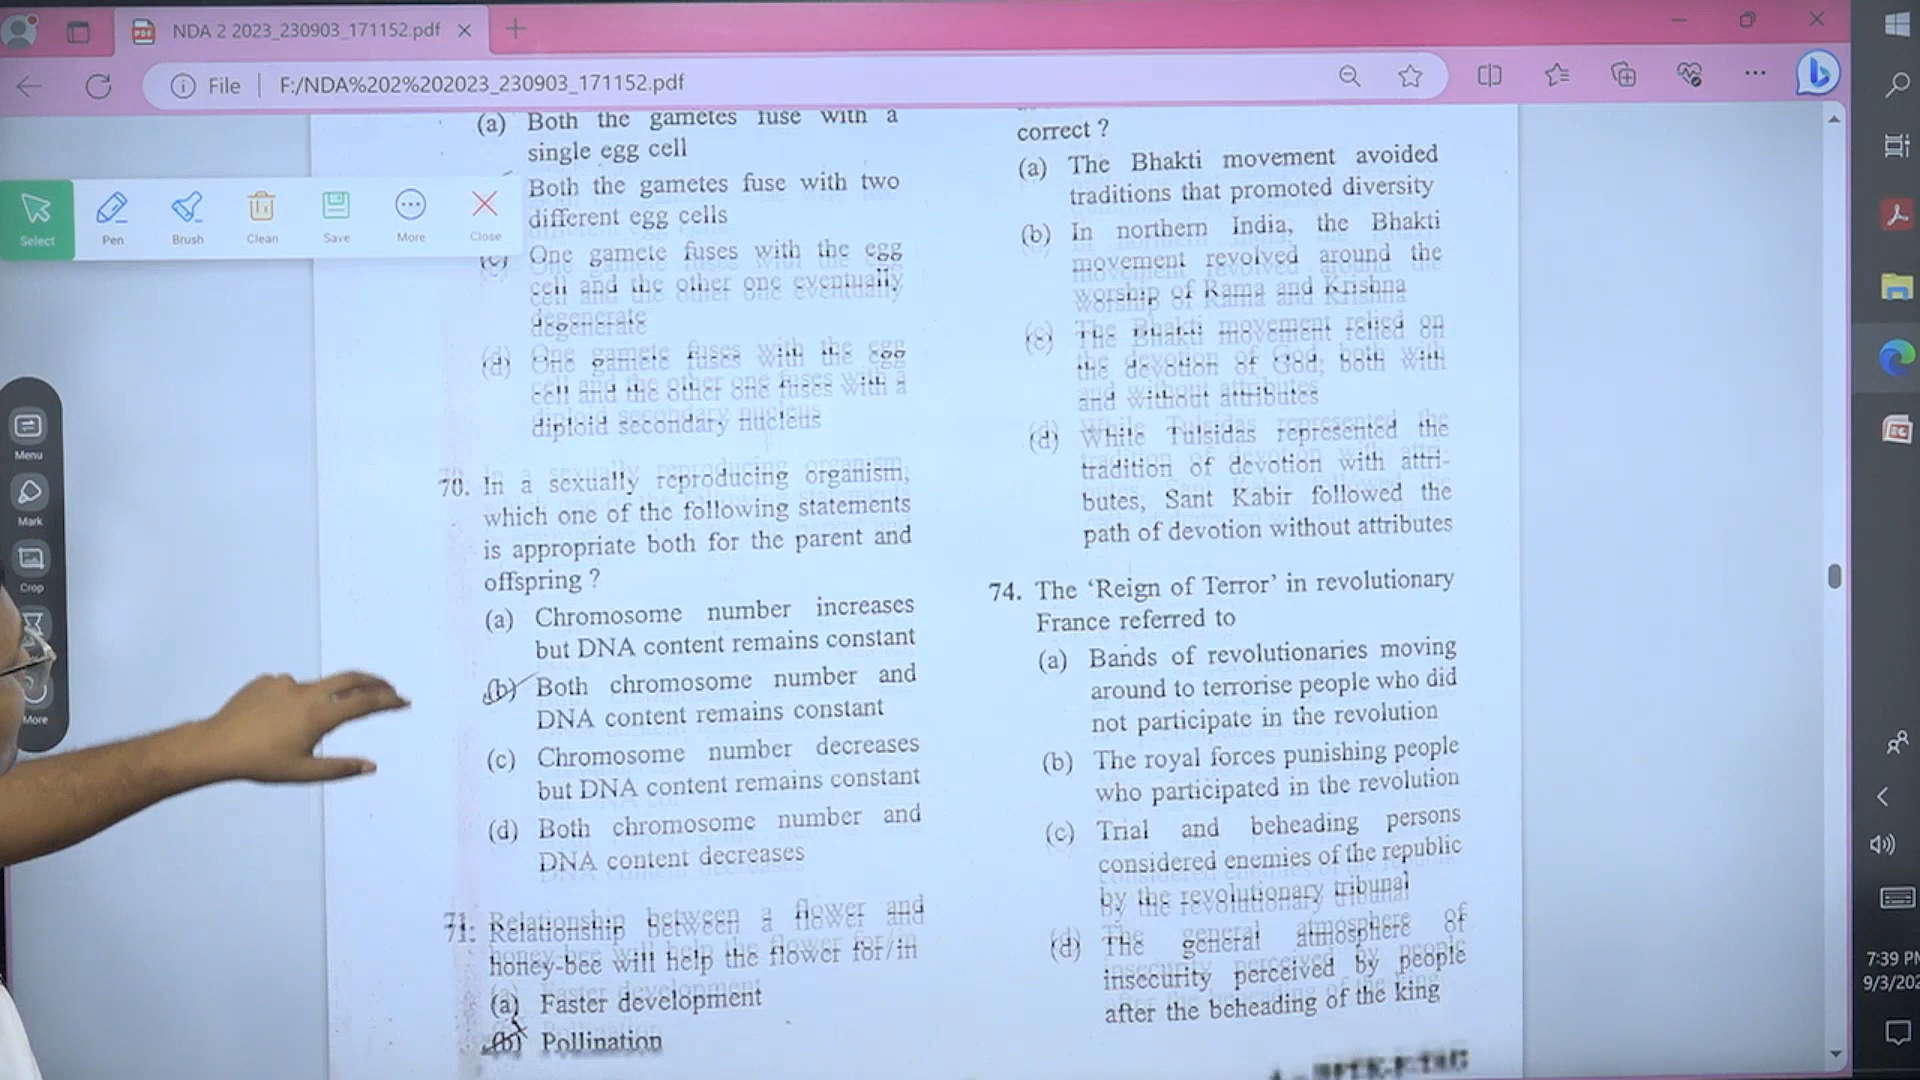 NDA 2 2023_230903_171152.pdf
File
F:/NDA%202%202023_230903_171152.pdf
Select
Pen
Brush
Clean
Save
More
Close
Menu
Mark
Crop
More
(a) Both the gametes fuse with a
single egg cell
Both the gametes fuse with two
different egg cells
(c) One gamete fuses with the egg
cell and the other one eventually
degenerate
(d) One gamete fuses with the egg
cell and the other one fuses with a
diploid secondary nucleus
70. In a sexually reproducing organism,
which one of the following statements
is appropriate both for the parent and
offspring ?
(a) Chromosome number increases
but DNA content remains constant
(b) Both chromosome number and
DNA content remains constant
(c) Chromosome number decreases
but DNA content remains constant
(d) Both chromosome number and
DNA content decreases
71. Relationship between a flower and
honey-bee will help the flower for/in
(a) Faster development
(b) Pollination
correct ?
(a) The Bhakti movement avoided
traditions that promoted diversity
(b) In northern India, the Bhakti
movement revolved around the
worship of Rama and Krishna
(c) The Bhakti movement relied on
the devotion of God, both with
and without attributes
(d) While Tulsidas represented the
tradition of devotion with attri-
butes, Sant Kabir followed the
path of devotion without attributes
74. The ‘Reign of Terror’ in revolutionary
France referred to
(a) Bands of revolutionaries moving
around to terrorise people who did
not participate in the revolution
(b) The royal forces punishing people
who participated in the revolution
(c) Trial and beheading persons
considered enemies of the republic
by the revolutionary tribunal
(d) The general atmosphere of
insecurity perceived by people
after the beheading of the king
7:39 PM
9/3/202